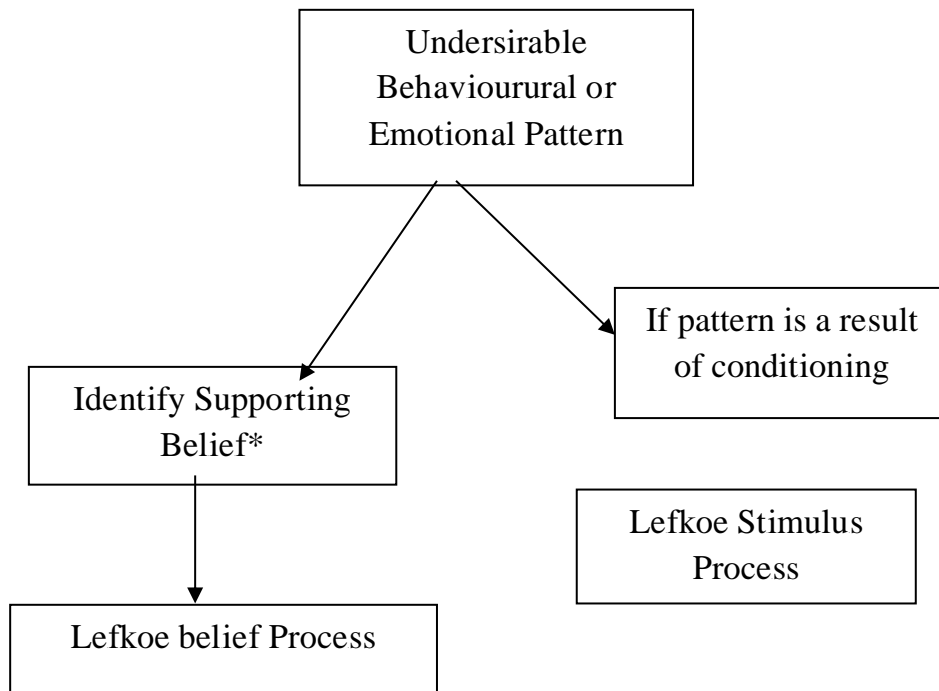 Undersirable
Behaviourural or
Emotional Pattern
If pattern is a result
of conditioning
Identify Supporting
Belief*
Lefkoe Stimulus
Process
Lefkoe belief Process